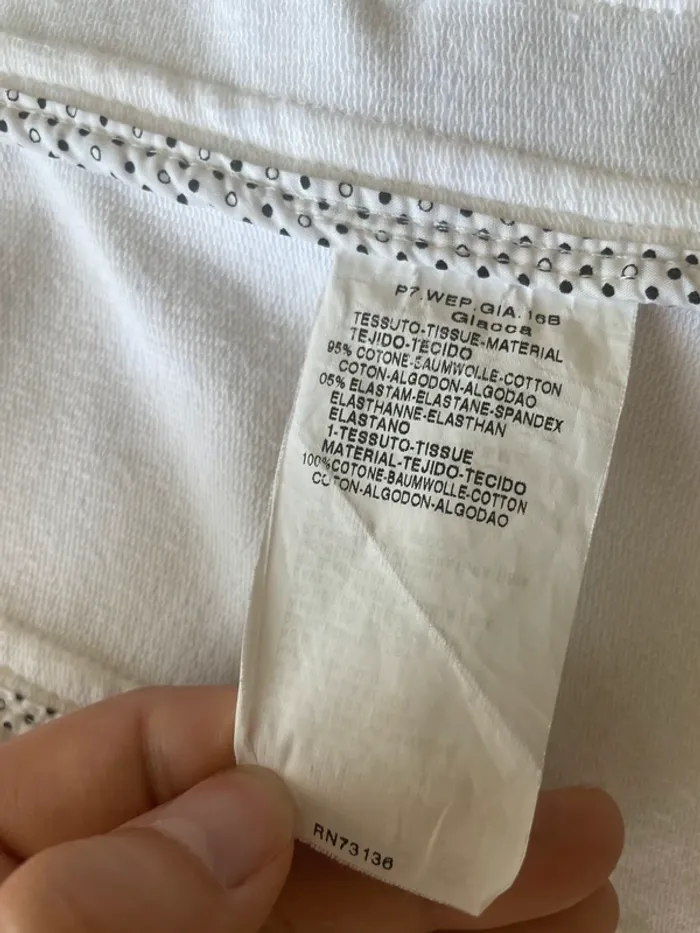 P7.WEP.GIA.16B
Giacca
TESSUTO-TISSUE-MATERIAL
TEJIDO-TECIDO
95% COTONE-BAUMWOLLE-COTTON
COTON-ALGODON-ALGODAO
05% ELASTAM-ELASTANE-SPANDEX
ELASTHANNE-ELASTHAN
ELASTANO
1-TESSUTO-TISSUE
MATERIAL-TEJIDO-TECIDO
100%COTONE-BAUMWOLLE-COTTON
COTON-ALGODON-ALGODAO
RN73136